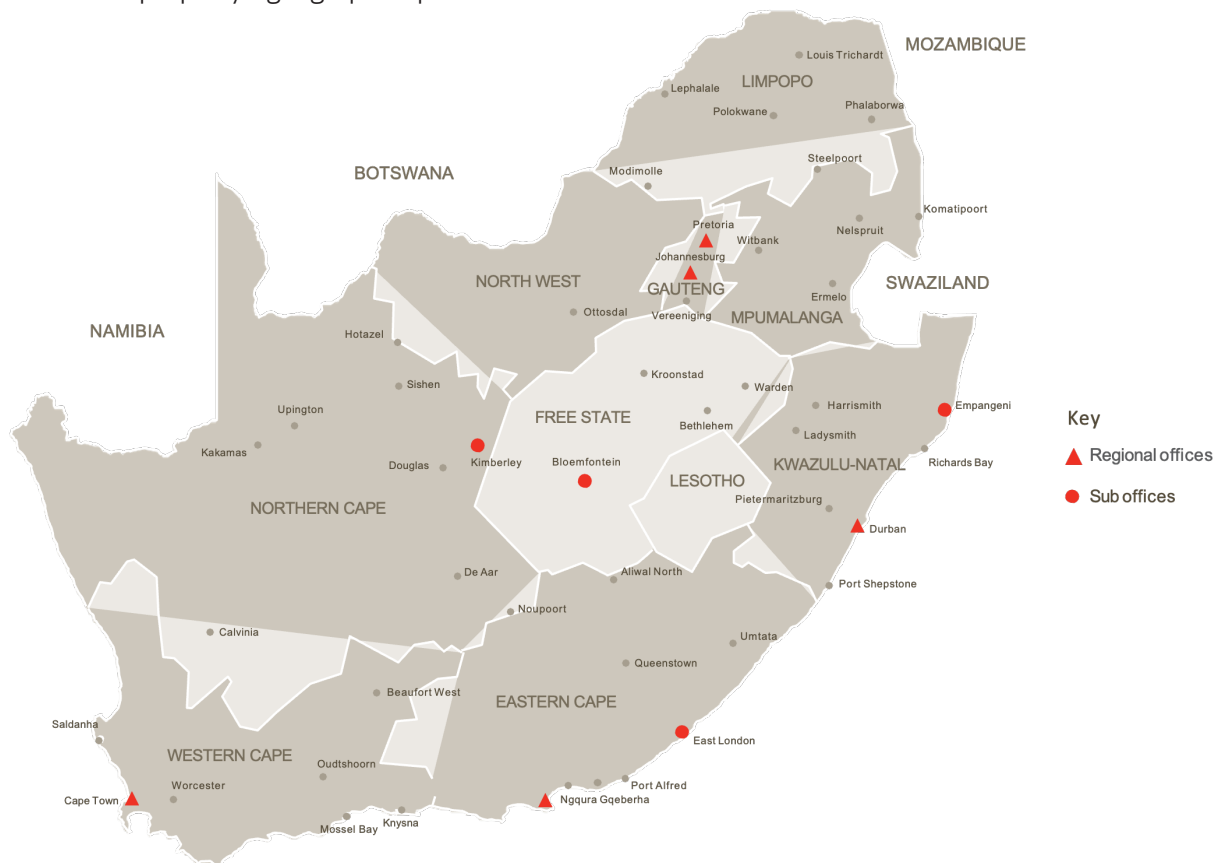 MOZAMBIQUE
Louis Trichardt
LIMPOPO
Lephalale
Polokwane
Phalaborwa
Steelpoort
BOTSWANA
Modimolle
Komatipoort
Pretoria
Nelspruit
Witbank
Johannesburg
NORTH WEST
GAUTENG
SWAZILAND
Ermelo
Ottosdal
Vereeniging
MPUMALANGA
NAMIBIA
Hotazel
Kroonstad
Sishen
Warden
Harrismith
Empangeni
Upington
FREE STATE
Bethlehem
Key
Ladysmith
Kakamas
Regional offices
Douglas
Kimberley
Bloemfontein
KWAZULU-NATAL
Richards Bay
LESOTHO
Sub offices
Pietermaritzburg
NORTHERN CAPE
Durban
De Aar
Aliwal North
Port Shepstone
Noupoort
Calvinia
Umtata
Queenstown
Beaufort West
EASTERN CAPE
Saldanha
East London
WESTERN CAPE
Oudtshoorn
Worcester
Port Alfred
Cape Town
Ngqura Gqeberha
Knysna
Mossel Bay